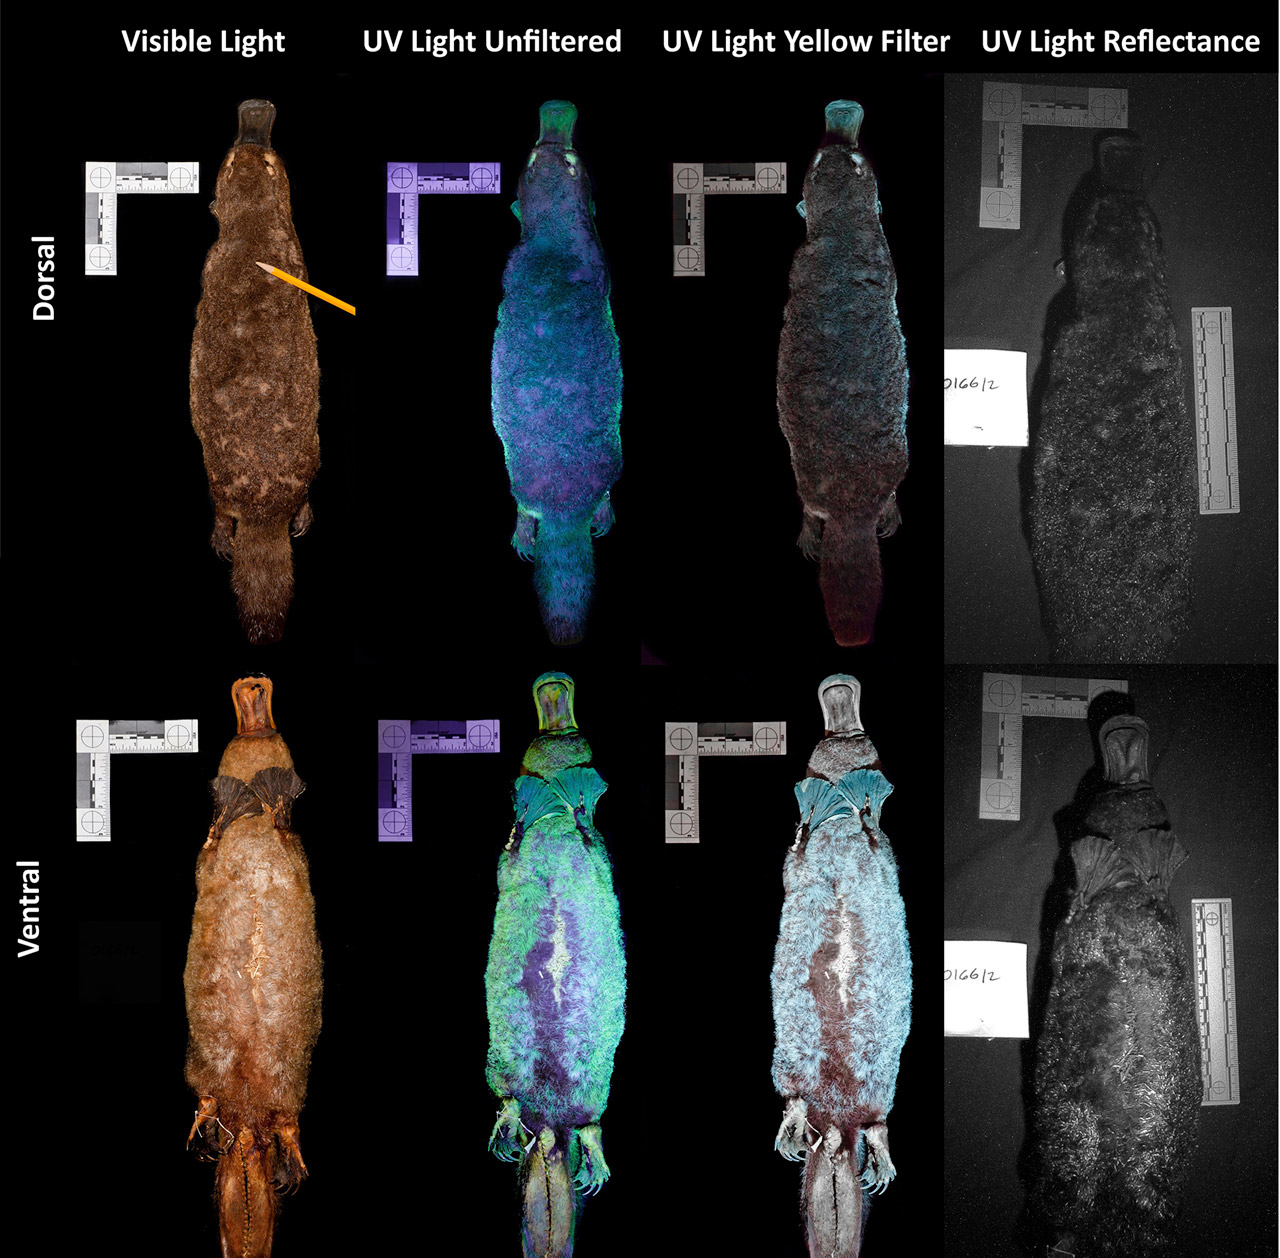 Visible Light
UV Light Unfiltered
UV Light Yellow Filter
UV Light Reflectance
Dorsal
0166/2
Ventral
0166/2